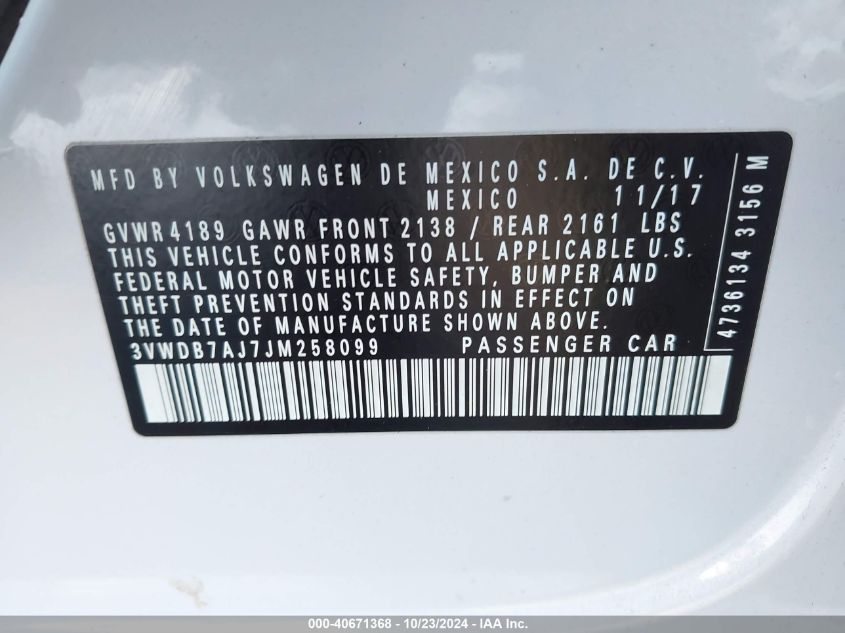 MFD BY VOLKSWAGEN DE MEXICO S.A. DE C.V.
MEXICO 11/17
GVWR 4189 GAWR FRONT 2138 / REAR 2161 LBS
THIS VEHICLE CONFORMS TO ALL APPLICABLE U.S.
FEDERAL MOTOR VEHICLE SAFETY, BUMPER AND
THEFT PREVENTION STANDARDS IN EFFECT ON
THE DATE OF MANUFACTURE SHOWN ABOVE.
3VWDB7AJ7JM258099 PASSENGER CAR
4736134 3156 M
000-40671368 - 10/23/2024 - IAA Inc.